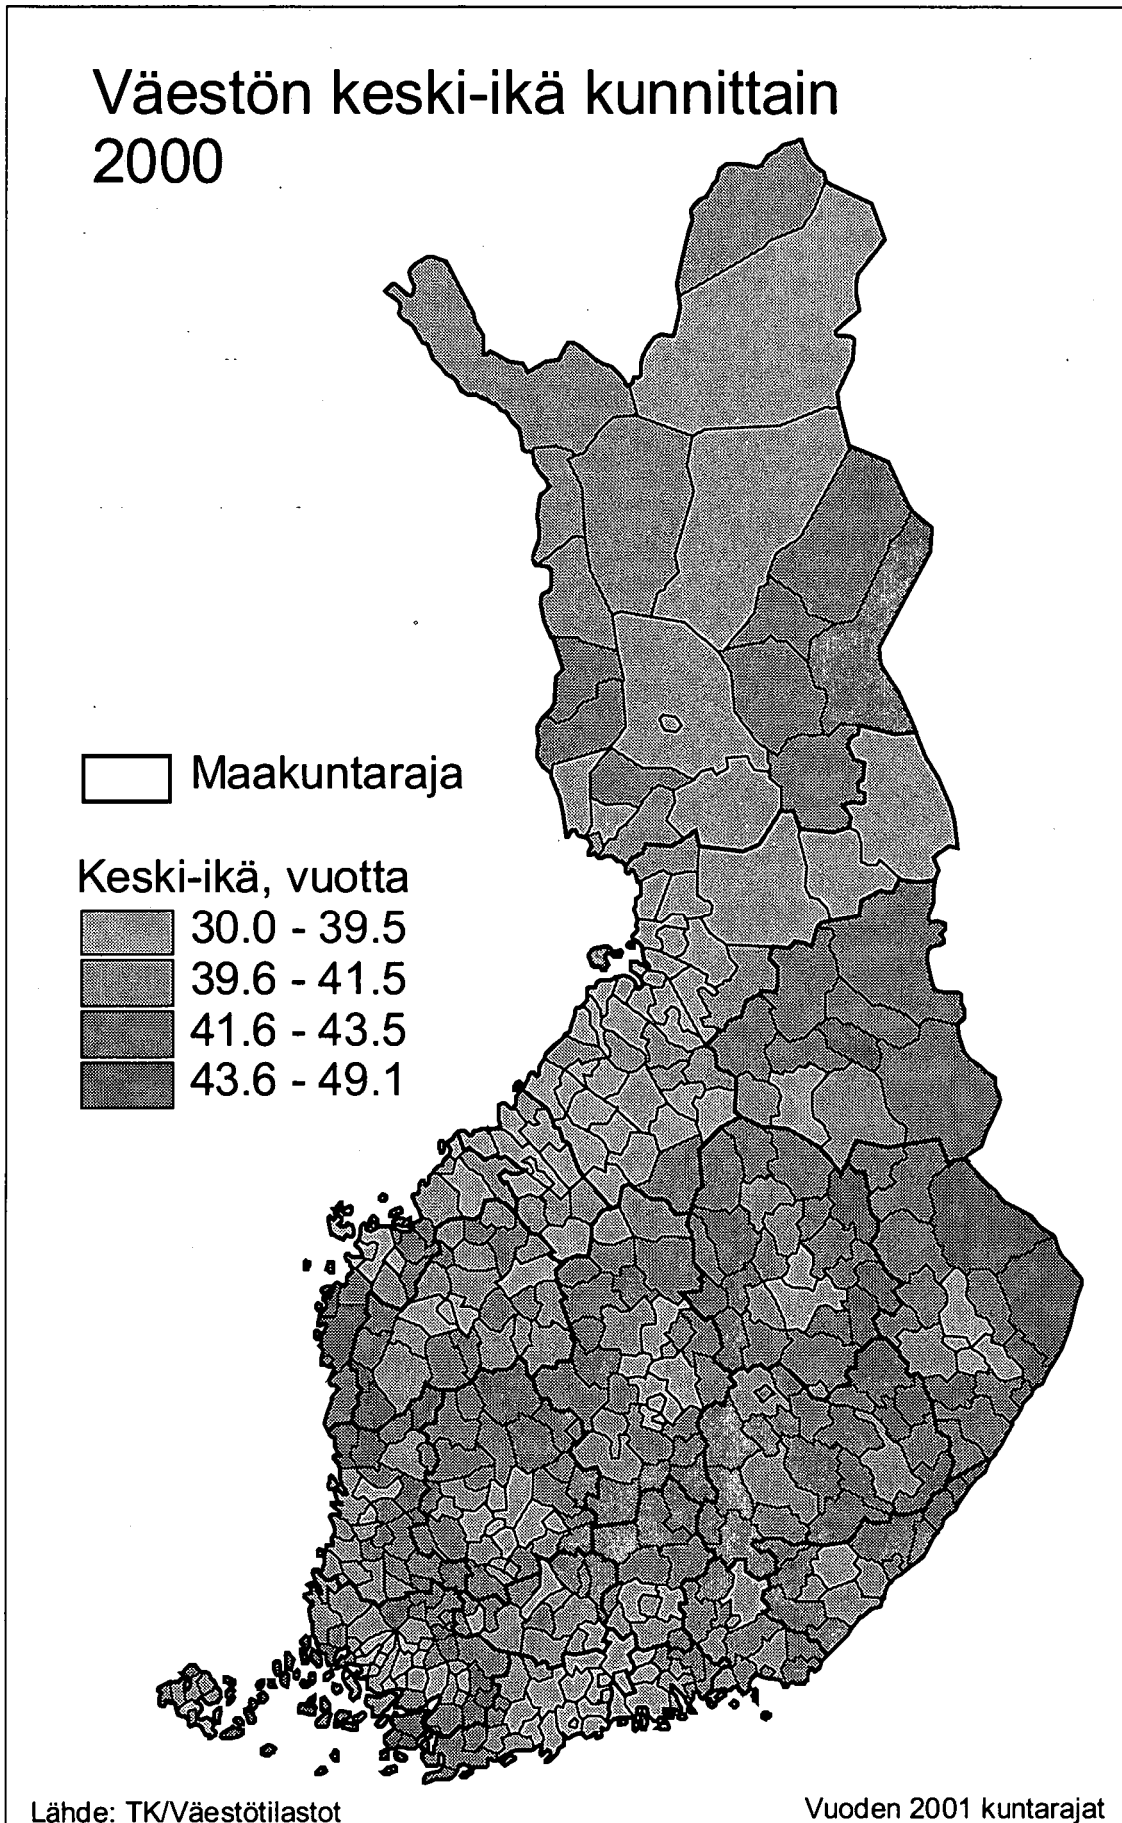 Väestön keski-ikä kunnittain
2000
Maakuntaraja
Keski-ikä, vuotta
30.0 - 39.5
39.6 - 41.5
41.6 - 43.5
43.6 - 49.1
Lähde: TK/Väestötilastot
Vuoden 2001 kuntarajat